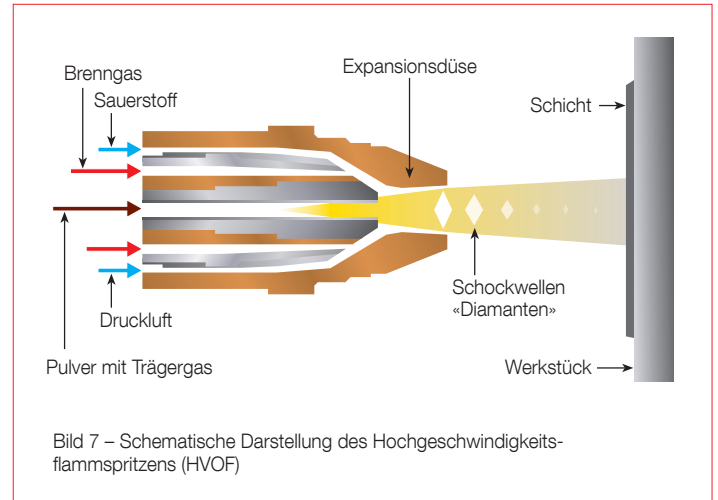 Brenngas
Sauerstoff
Expansionsdüse
Schicht
Schockwellen
«Diamanten»
Druckluft
Pulver mit Trägergas
Werkstück
Bild 7 – Schematische Darstellung des Hochgeschwindigkeits-
flammspritzens (HVOF)